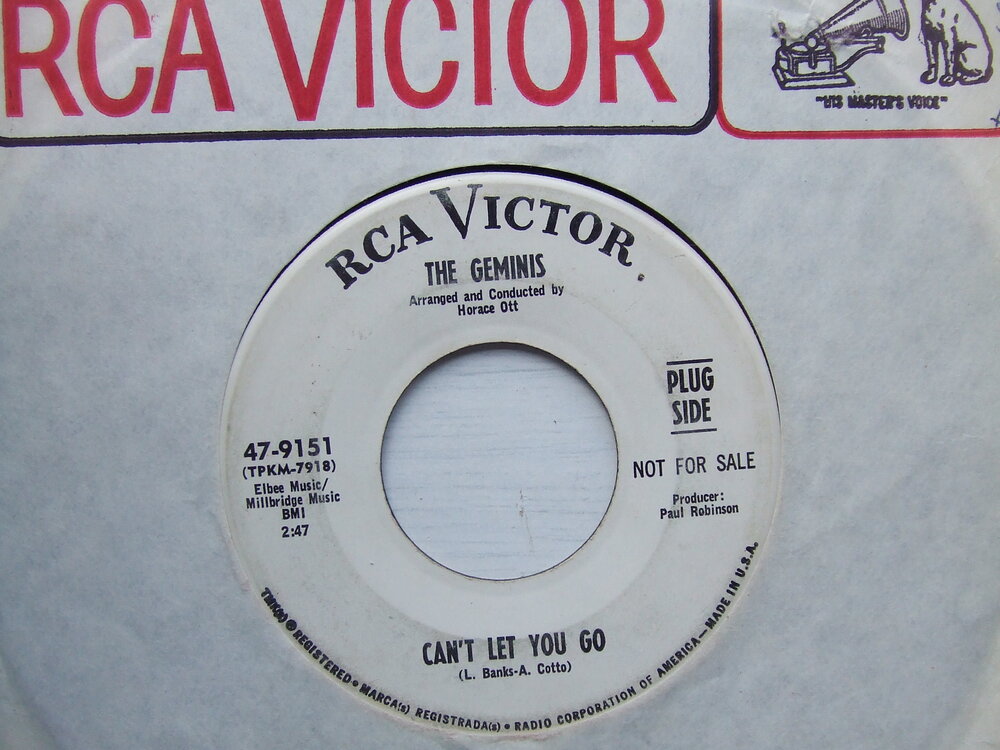 RCA VICTOR
"HIS MASTER'S VOICE"
RCA VICTOR
THE GEMINIS
Arranged and Conducted by
Horace Ott
PLUG
SIDE
47-9151
(TPKM-7918)
Elbee Music/
Millbridge Music
BMI
2:47
NOT FOR SALE
Producer:
Paul Robinson
CAN'T LET YOU GO
(L. Banks-A. Cotto)
TMK(s) ® REGISTERED • MARCA(s) REGISTRADA(s) • RADIO CORPORATION OF AMERICA—MADE IN U.S.A.